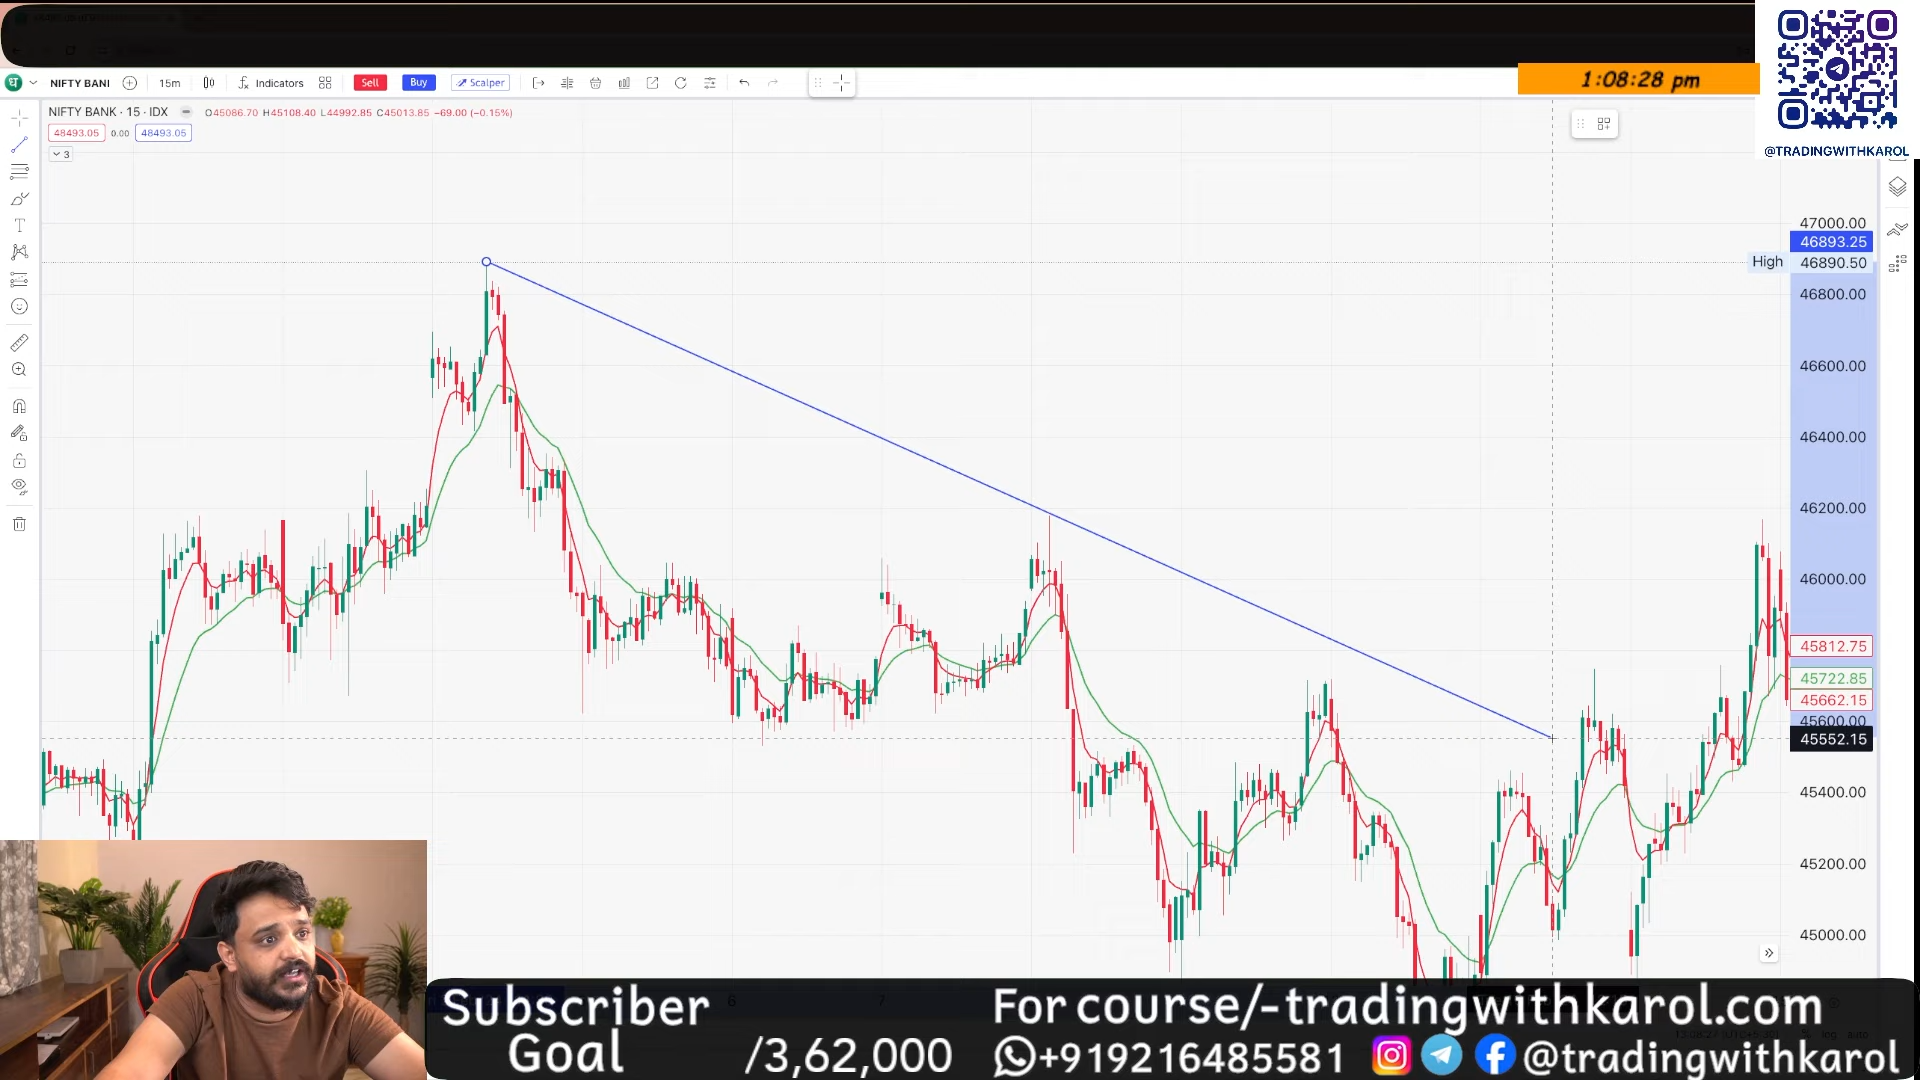 1:08:28 pm
@TRADINGWITHKAROL
NIFTY BANI
15m
Indicators
Sell
Buy
Scalper
NIFTY BANK · 15 · IDX
O45086.70 H45108.40 L44992.85 C45013.85 −69.00 (−0.15%)
48493.05 0.00 48493.05
3
47000.00
46893.25
High 46890.50
46800.00
46600.00
46400.00
46200.00
46000.00
45812.75
45722.85
45662.15
45600.00
45552.15
45400.00
45200.00
45000.00
Subscriber
Goal /3,62,000
For course/-tradingwithkarol.com
+919216485581 @tradingwithkarol